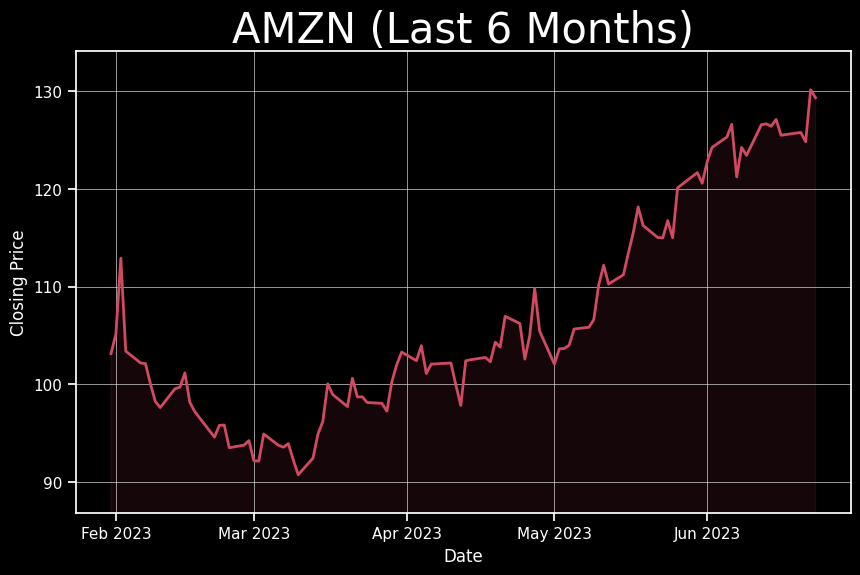 AMZN (Last 6 Months)
Closing Price
130
120
110
100
90
Feb 2023
Mar 2023
Apr 2023
May 2023
Jun 2023
Date